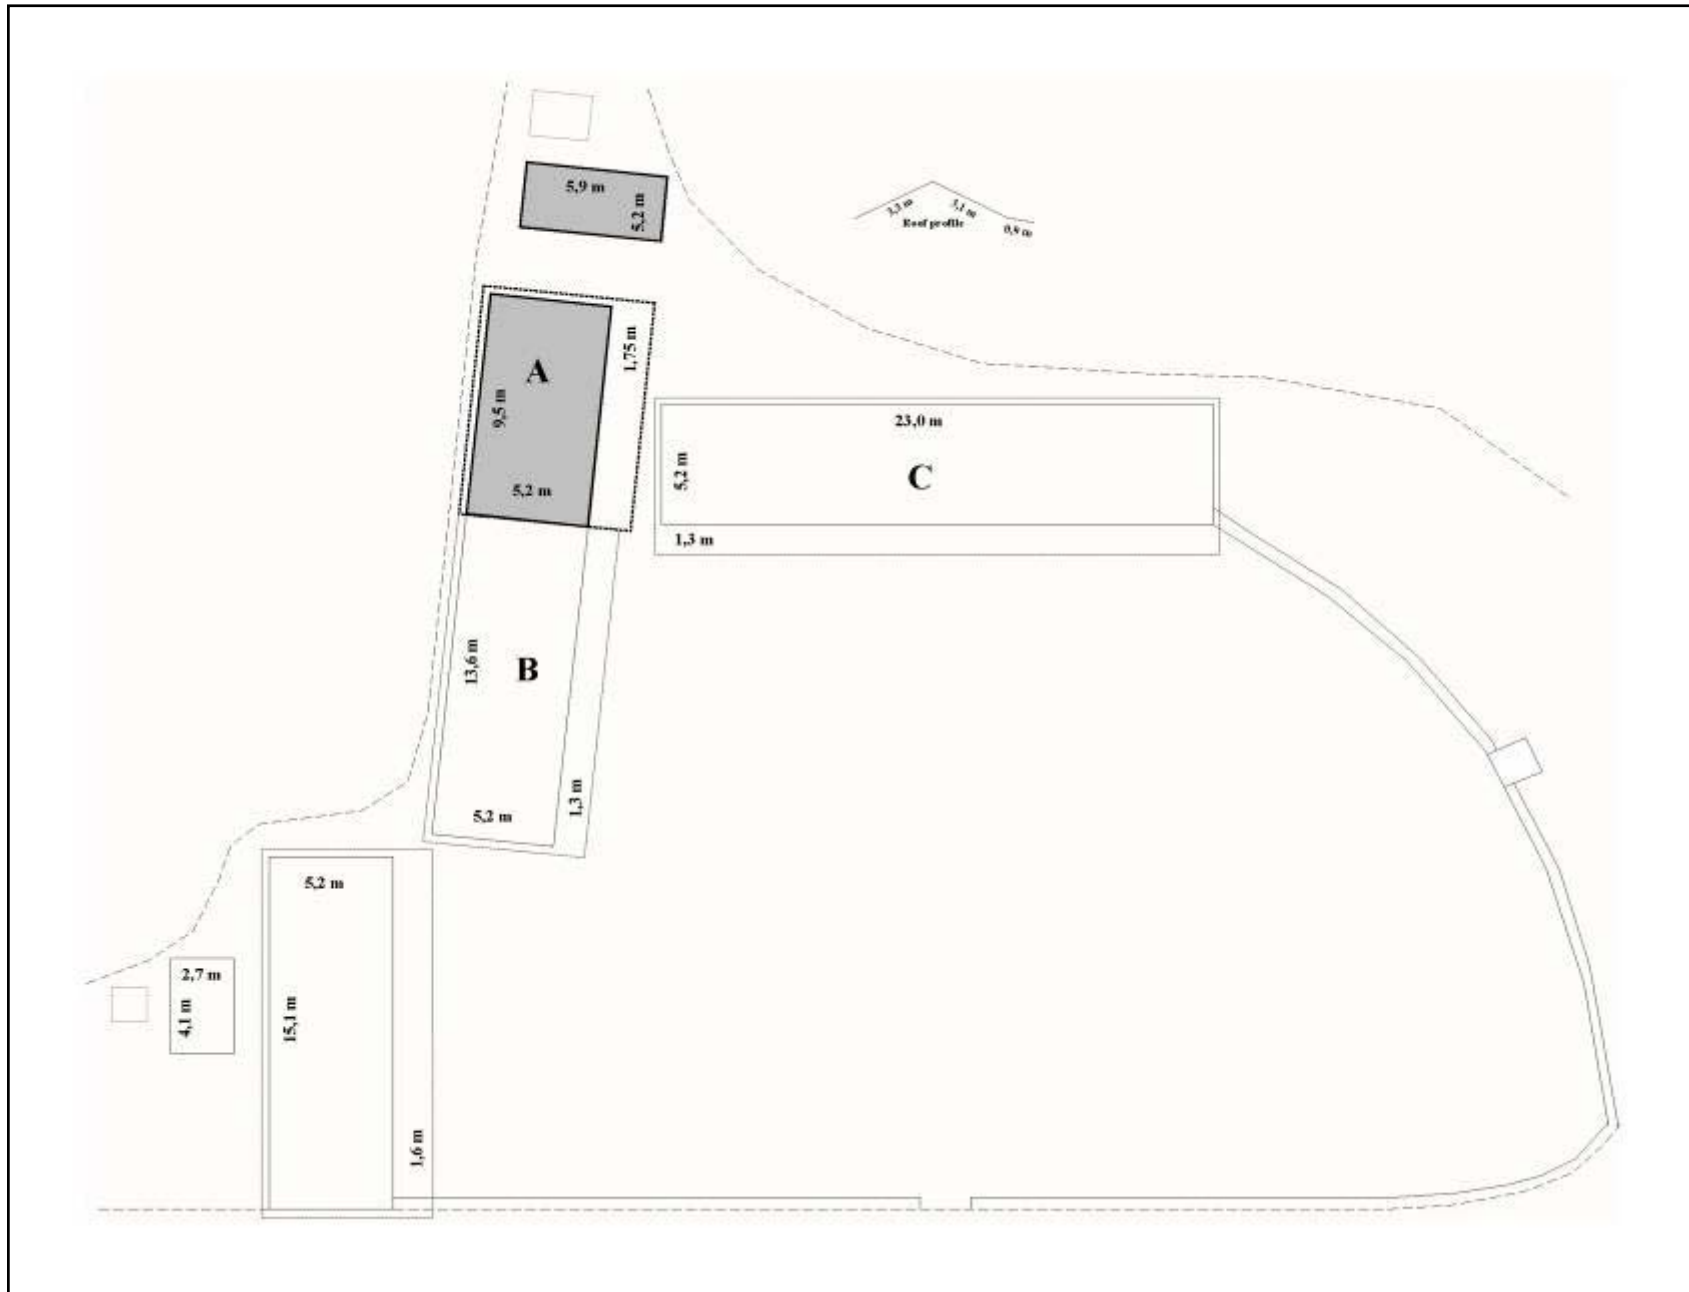 5,9 m
5,2 m
3,3 m
3,1 m
0,9 m
Roof profile
A
1,75 m
9,5 m
5,2 m
23,0 m
5,2 m
C
1,3 m
13,6 m
B
1,3 m
5,2 m
5,2 m
2,7 m
4,1 m
15,1 m
1,6 m